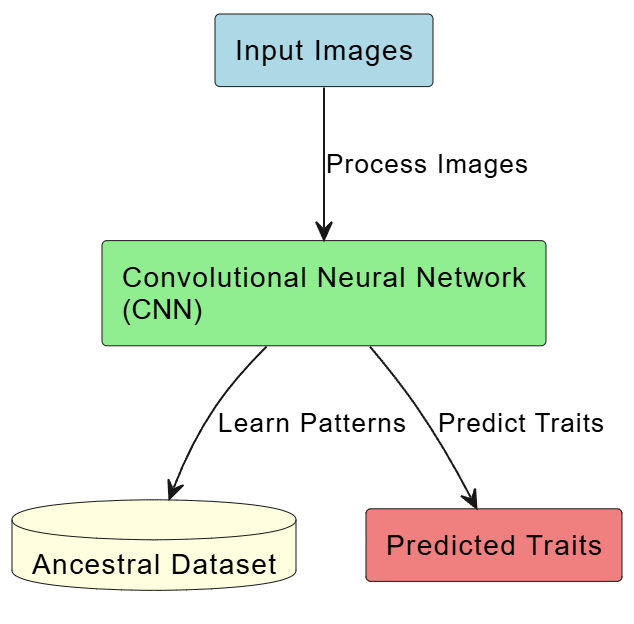 Input Images
Process Images
Convolutional Neural Network
(CNN)
Learn Patterns
Predict Traits
Ancestral Dataset
Predicted Traits